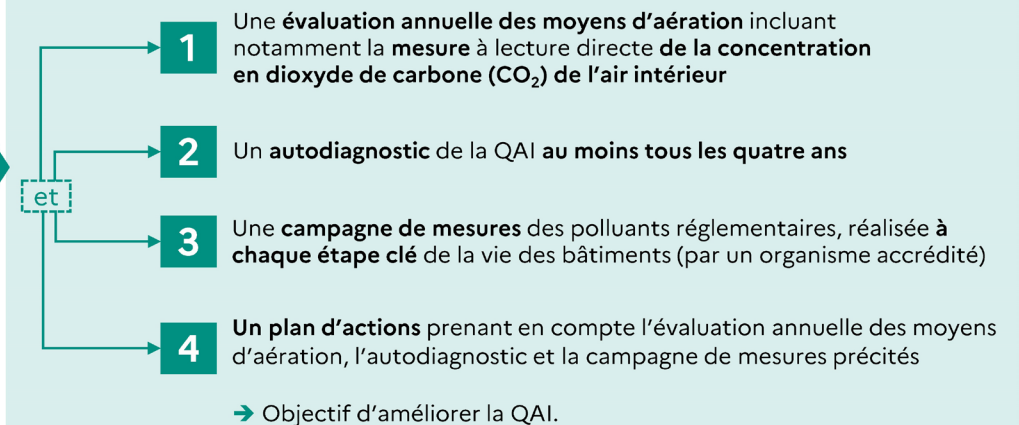 1
Une évaluation annuelle des moyens d’aération incluant
notamment la mesure à lecture directe de la concentration
en dioxyde de carbone (CO₂) de l’air intérieur
2
Un autodiagnostic de la QAI au moins tous les quatre ans
et
3
Une campagne de mesures des polluants réglementaires, réalisée à
chaque étape clé de la vie des bâtiments (par un organisme accrédité)
4
Un plan d’actions prenant en compte l’évaluation annuelle des moyens
d’aération, l’autodiagnostic et la campagne de mesures précités
→ Objectif d’améliorer la QAI.